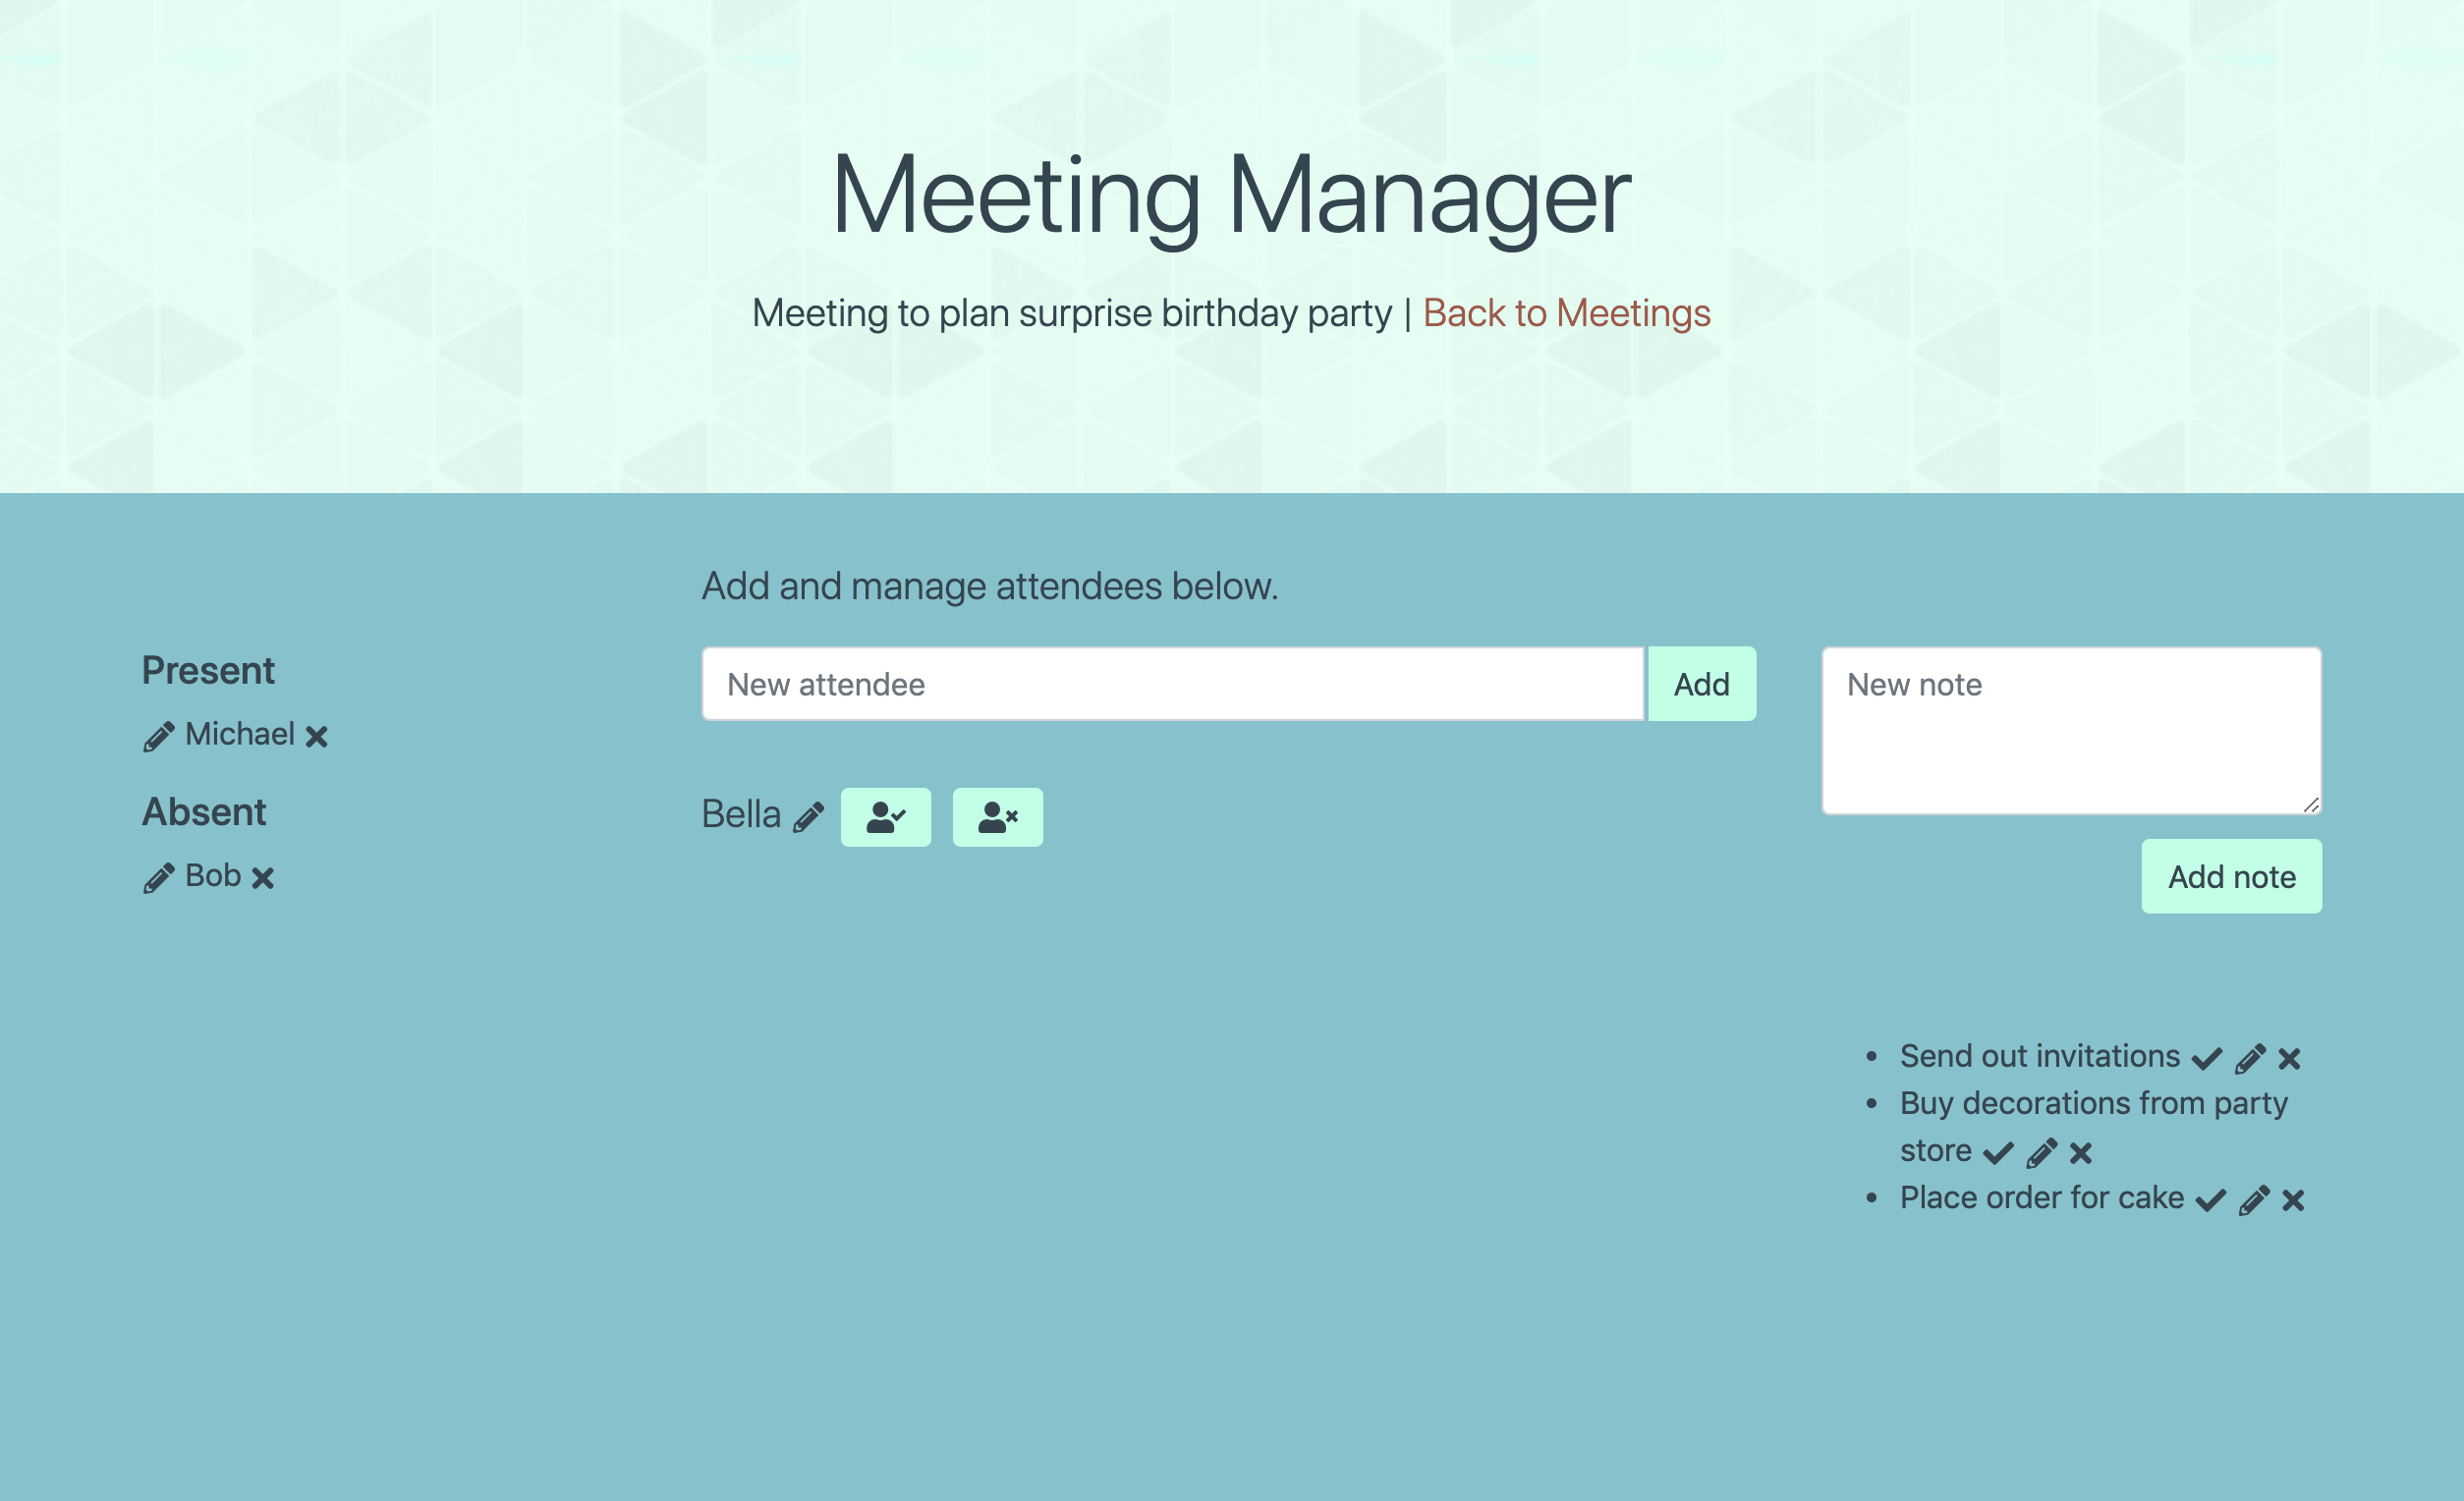 Meeting Manager
Meeting to plan surprise birthday party | Back to Meetings
Add and manage attendees below.
Present
Michael
Absent
Bob
New attendee
Add
Bella
New note
Add note
• Send out invitations
• Buy decorations from party
store
• Place order for cake